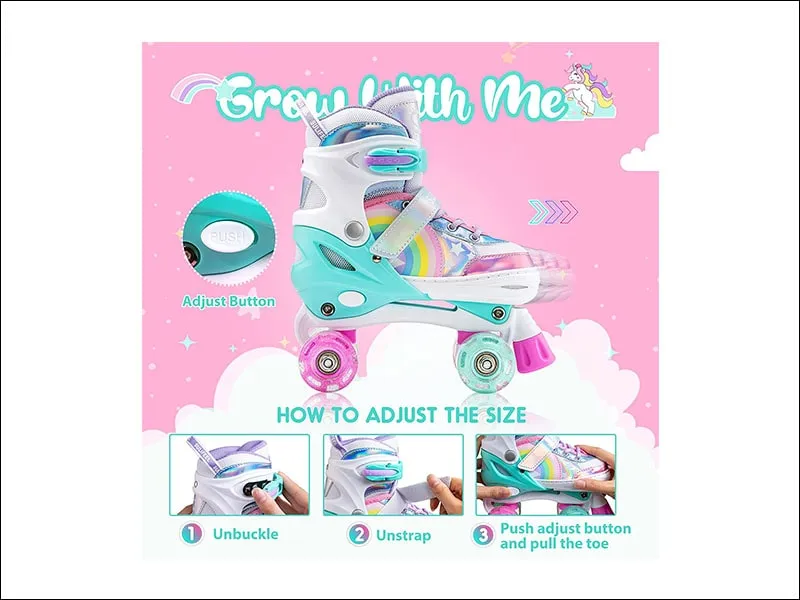 Grow With Me
PUSH
Adjust Button
HOW TO ADJUST THE SIZE
1 Unbuckle
2 Unstrap
3 Push adjust button
and pull the toe